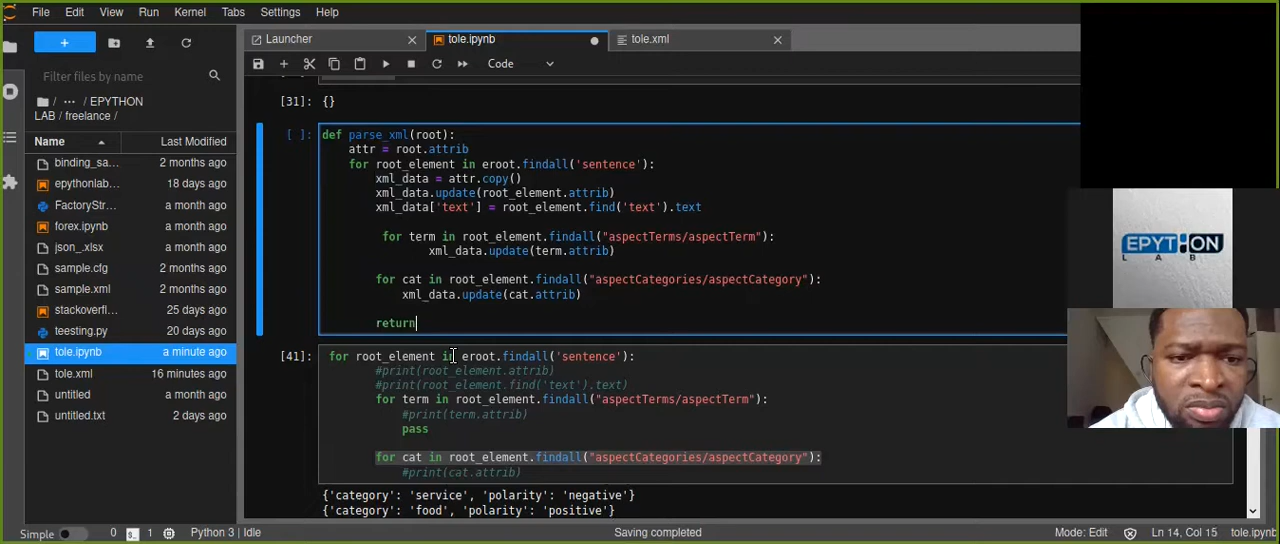 File Edit View Run Kernel Tabs Settings Help
+
Launcher × tole.ipynb tole.xml ×
Filter files by name
/ ··· / EPYTHON
LAB / freelance /
Name Last Modified
binding_sa... 2 months ago
epythonlab... 18 days ago
FactoryStr... a month ago
forex.ipynb a month ago
json_.xlsx a month ago
sample.cfg 2 months ago
sample.xml 2 months ago
stackoverfl... 25 days ago
teesting.py 20 days ago
tole.ipynb a minute ago
tole.xml 16 minutes ago
untitled a month ago
untitled.txt 2 days ago
Code
[31]: {}
[ ]: def parse_xml(root):
attr = root.attrib
for root_element in eroot.findall('sentence'):
xml_data = attr.copy()
xml_data.update(root_element.attrib)
xml_data['text'] = root_element.find('text').text
for term in root_element.findall("aspectTerms/aspectTerm"):
xml_data.update(term.attrib)
for cat in root_element.findall("aspectCategories/aspectCategory"):
xml_data.update(cat.attrib)
return
[41]: for root_element in eroot.findall('sentence'):
#print(root_element.attrib)
#print(root_element.find('text').text)
for term in root_element.findall("aspectTerms/aspectTerm"):
#print(term.attrib)
pass
for cat in root_element.findall("aspectCategories/aspectCategory"):
#print(cat.attrib)
{'category': 'service', 'polarity': 'negative'}
{'category': 'food', 'polarity': 'positive'}
EPYTHON
LAB
Simple 0 1 Python 3 | Idle Saving completed Mode: Edit Ln 14, Col 15 tole.ipynb